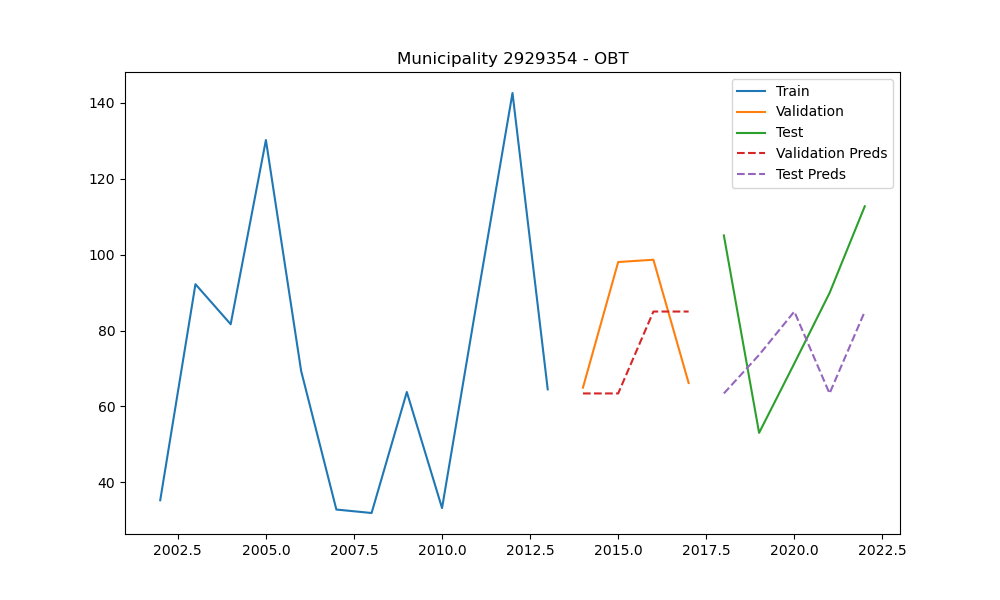 Municipality 2929354 - OBT
Train
Validation
Test
Validation Preds
Test Preds
140
120
100
80
60
40
2002.5 2005.0 2007.5 2010.0 2012.5 2015.0 2017.5 2020.0 2022.5